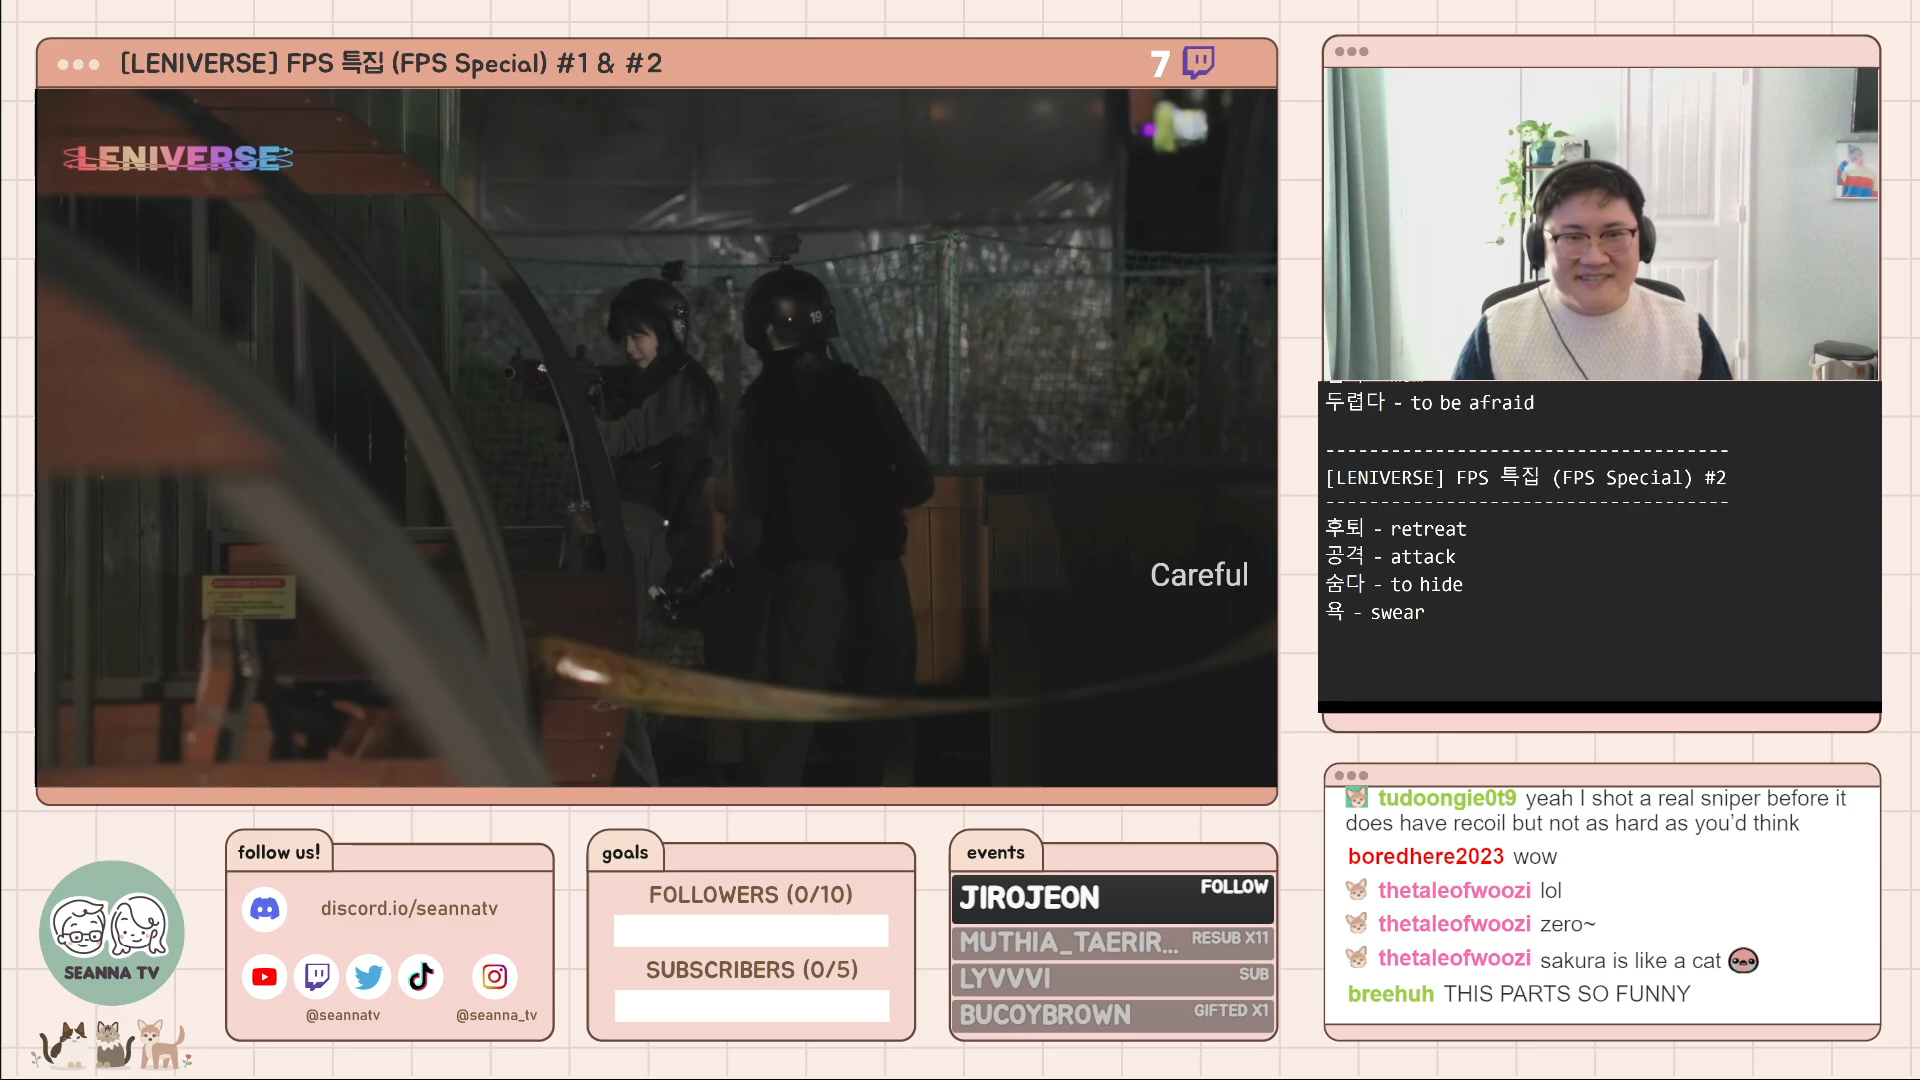 [LENIVERSE] FPS 특집 (FPS Special) #1 & #2
7
LENIVERSE
19
Careful
두렵다 - to be afraid
------------------------------------
[LENIVERSE] FPS 특집 (FPS Special) #2
------------------------------------
후퇴 - retreat
공격 - attack
숨다 - to hide
욕 - swear
tudoongie0t9 yeah I shot a real sniper before it
does have recoil but not as hard as you'd think
boredhere2023 wow
thetaleofwoozi lol
thetaleofwoozi zero~
thetaleofwoozi sakura is like a cat
breehuh THIS PARTS SO FUNNY
SEANNA TV
follow us!
discord.io/seannatv
@seannatv
@seanna_tv
goals
FOLLOWERS (0/10)
SUBSCRIBERS (0/5)
events
JIROJEON FOLLOW
MUTHIA_TAERIR... RESUB X11
LYVVVI SUB
BUCOYBROWN GIFTED X1